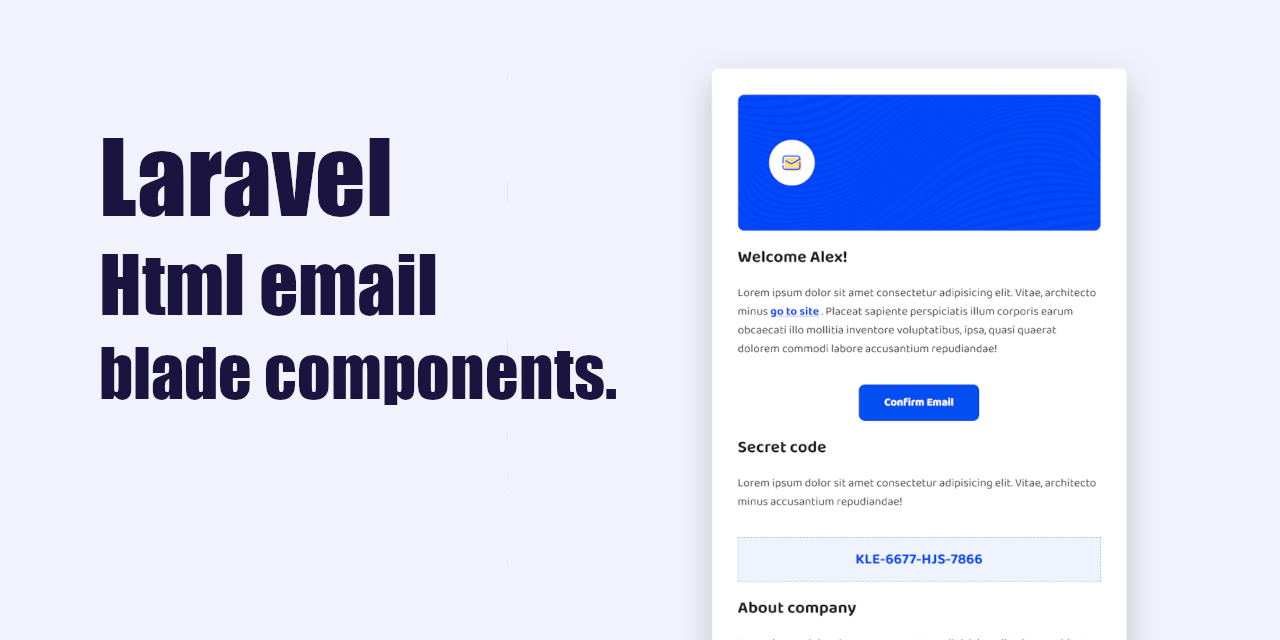 Laravel
Html email
blade components.
Welcome Alex!
Lorem ipsum dolor sit amet consectetur adipisicing elit. Vitae, architecto
minus go to site . Placeat sapiente perspiciatis illum corporis earum
obcaecati illo mollitia inventore voluptatibus, ipsa, quasi quaerat
dolorem commodi labore accusantium repudiandae!
Confirm Email
Secret code
Lorem ipsum dolor sit amet consectetur adipisicing elit. Vitae, architecto
minus accusantium repudiandae!
KLE-6677-HJS-7866
About company